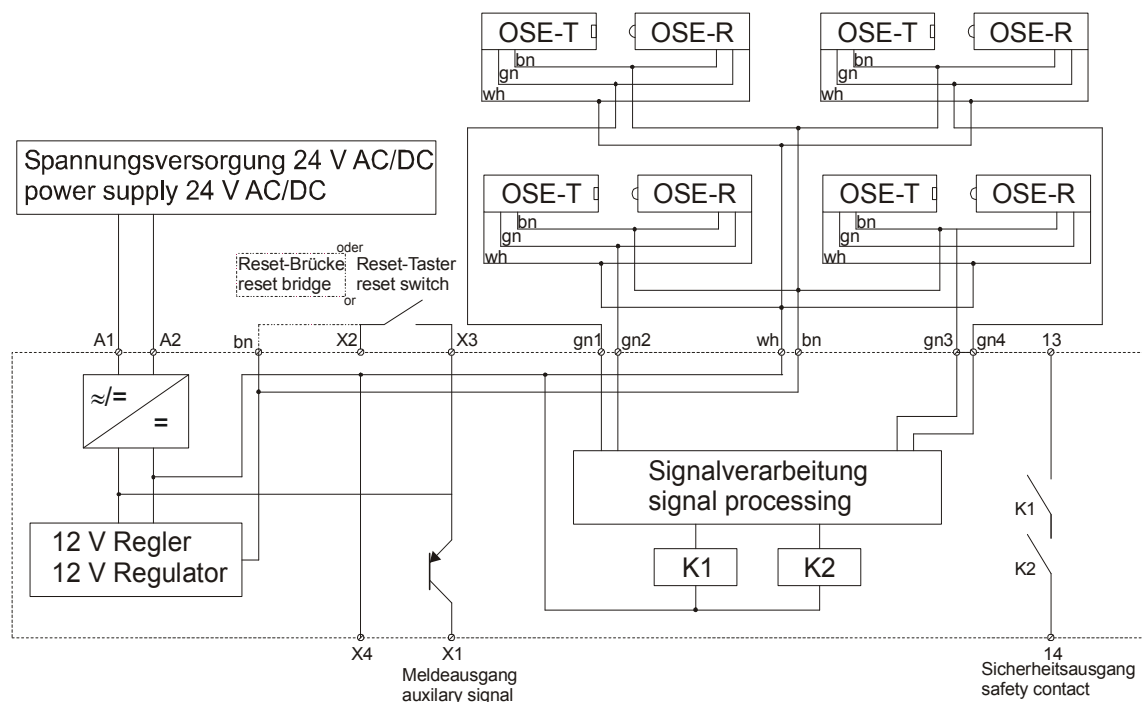 OSE-T OSE-R OSE-T OSE-R
bn bn
gn gn
wh wh
Spannungsversorgung 24 V AC/DC
power supply 24 V AC/DC
OSE-T OSE-R OSE-T OSE-R
bn bn
gn gn
wh wh
oder
Reset-Brücke Reset-Taster
reset bridge reset switch
or
A1 A2 bn X2 X3 gn1 gn2 wh bn gn3 gn4 13
≈/=
=
Signalverarbeitung
signal processing
12 V Regler
12 V Regulator
K1 K2
K1
K2
X4 X1 14
Meldeausgang
auxilary signal
Sicherheitsausgang
safety contact